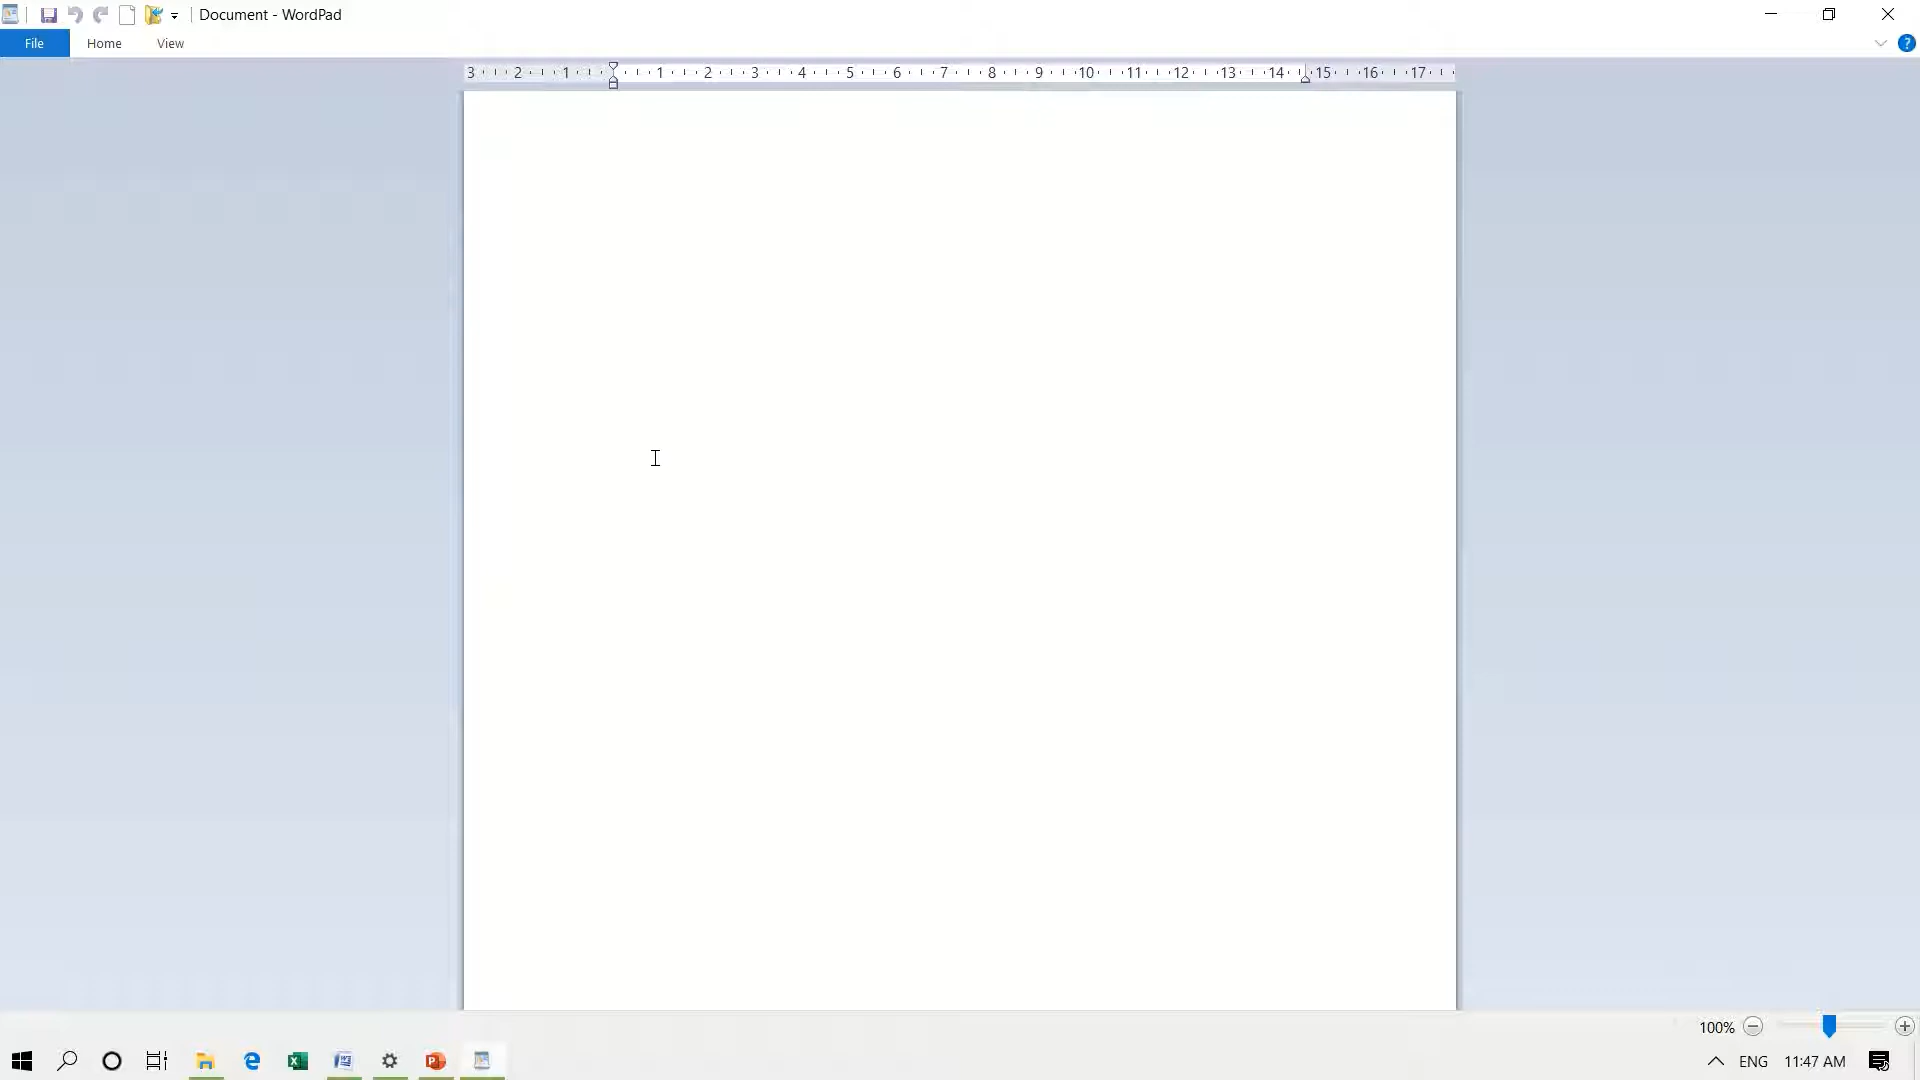 Document - WordPad
File Home View ?
3 2 1 1 2 3 4 5 6 7 8 9 10 11 12 13 14 15 16 17
100%
ENG 11:47 AM